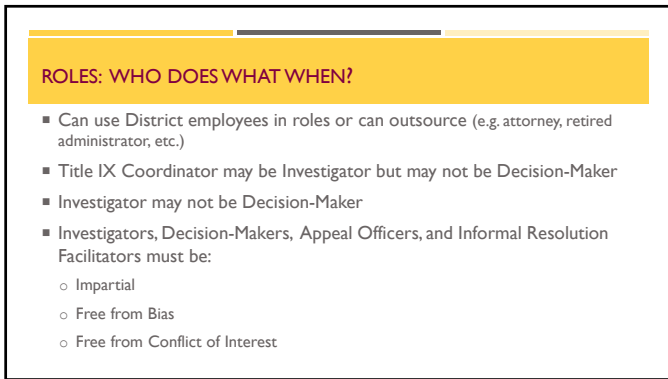 ROLES: WHO DOES WHAT WHEN?
▪ Can use District employees in roles or can outsource (e.g. attorney, retired
administrator, etc.)
▪ Title IX Coordinator may be Investigator but may not be Decision-Maker
▪ Investigator may not be Decision-Maker
▪ Investigators, Decision-Makers, Appeal Officers, and Informal Resolution
Facilitators must be:
○ Impartial
○ Free from Bias
○ Free from Conflict of Interest